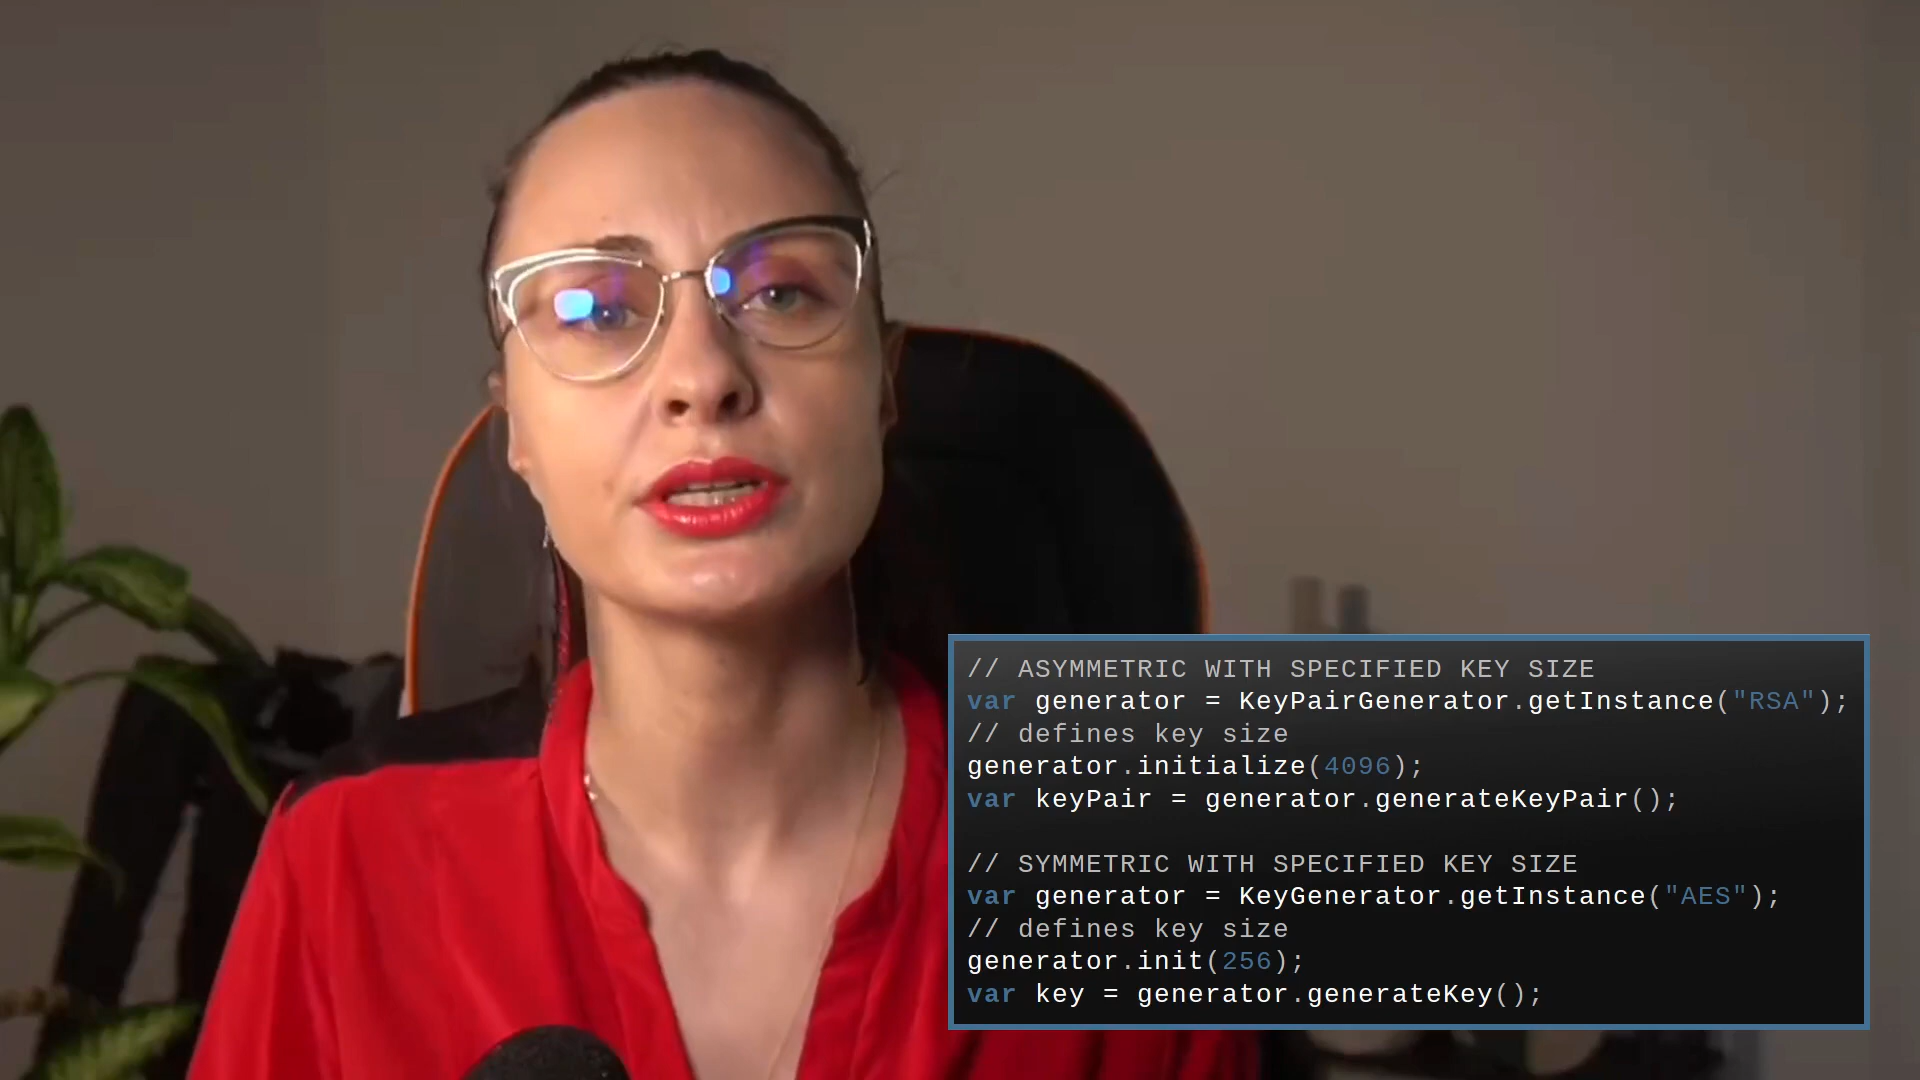 // ASYMMETRIC WITH SPECIFIED KEY SIZE
var generator = KeyPairGenerator.getInstance("RSA");
// defines key size
generator.initialize(4096);
var keyPair = generator.generateKeyPair();
// SYMMETRIC WITH SPECIFIED KEY SIZE
var generator = KeyGenerator.getInstance("AES");
// defines key size
generator.init(256);
var key = generator.generateKey();